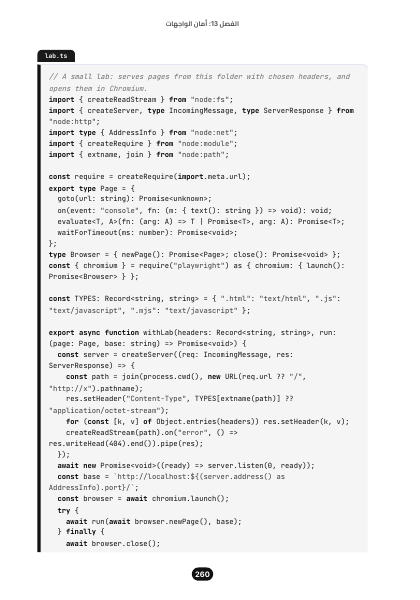 الفصل 13: أمان الواجهات
lab.ts
// A small lab: serves pages from this folder with chosen headers, and
opens them in Chromium.
import { createReadStream } from "node:fs";
import { createServer, type IncomingMessage, type ServerResponse } from
"node:http";
import type { AddressInfo } from "node:net";
import { createRequire } from "node:module";
import { extname, join } from "node:path";
const require = createRequire(import.meta.url);
export type Page = {
  goto(url: string): Promise<unknown>;
  on(event: "console", fn: (m: { text(): string }) => void): void;
  evaluate<T, A>(fn: (arg: A) => T | Promise<T>, arg: A): Promise<T>;
  waitForTimeout(ms: number): Promise<void>;
};
type Browser = { newPage(): Promise<Page>; close(): Promise<void> };
const { chromium } = require("playwright") as { chromium: { launch():
Promise<Browser> } };
const TYPES: Record<string, string> = { ".html": "text/html", ".js":
"text/javascript", ".mjs": "text/javascript" };
export async function withLab(headers: Record<string, string>, run:
(page: Page, base: string) => Promise<void>) {
  const server = createServer((req: IncomingMessage, res:
ServerResponse) => {
    const path = join(process.cwd(), new URL(req.url ?? "/",
"http://x").pathname);
    res.setHeader("Content-Type", TYPES[extname(path)] ??
"application/octet-stream");
    for (const [k, v] of Object.entries(headers)) res.setHeader(k, v);
    createReadStream(path).on("error", () =>
res.writeHead(404).end()).pipe(res);
  });
  await new Promise<void>((ready) => server.listen(0, ready));
  const base = `http://localhost:${(server.address() as
AddressInfo).port}/`;
  const browser = await chromium.launch();
  try {
    await run(await browser.newPage(), base);
  } finally {
    await browser.close();
260